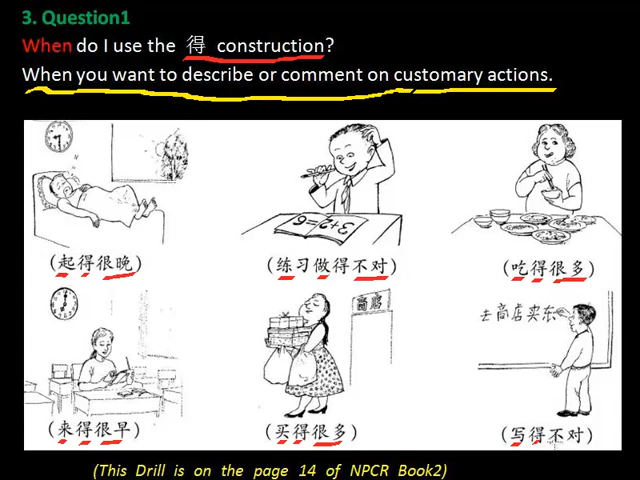 3. Question1
When do I use the 得 construction?
When you want to describe or comment on customary actions.
3+2=6
(起得很晚)
(练习做得不对)
(吃得很多)
商店
去商店卖东
(来得很早)
(买得很多)
(写得不对)
(This Drill is on the page 14 of NPCR Book2)